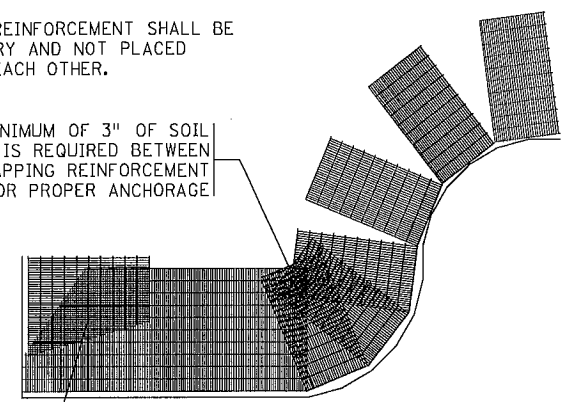 REINFORCEMENT SHALL BE
RY AND NOT PLACED
EACH OTHER.
NIMUM OF 3" OF SOIL
IS REQUIRED BETWEEN
APPING REINFORCEMENT
OR PROPER ANCHORAGE